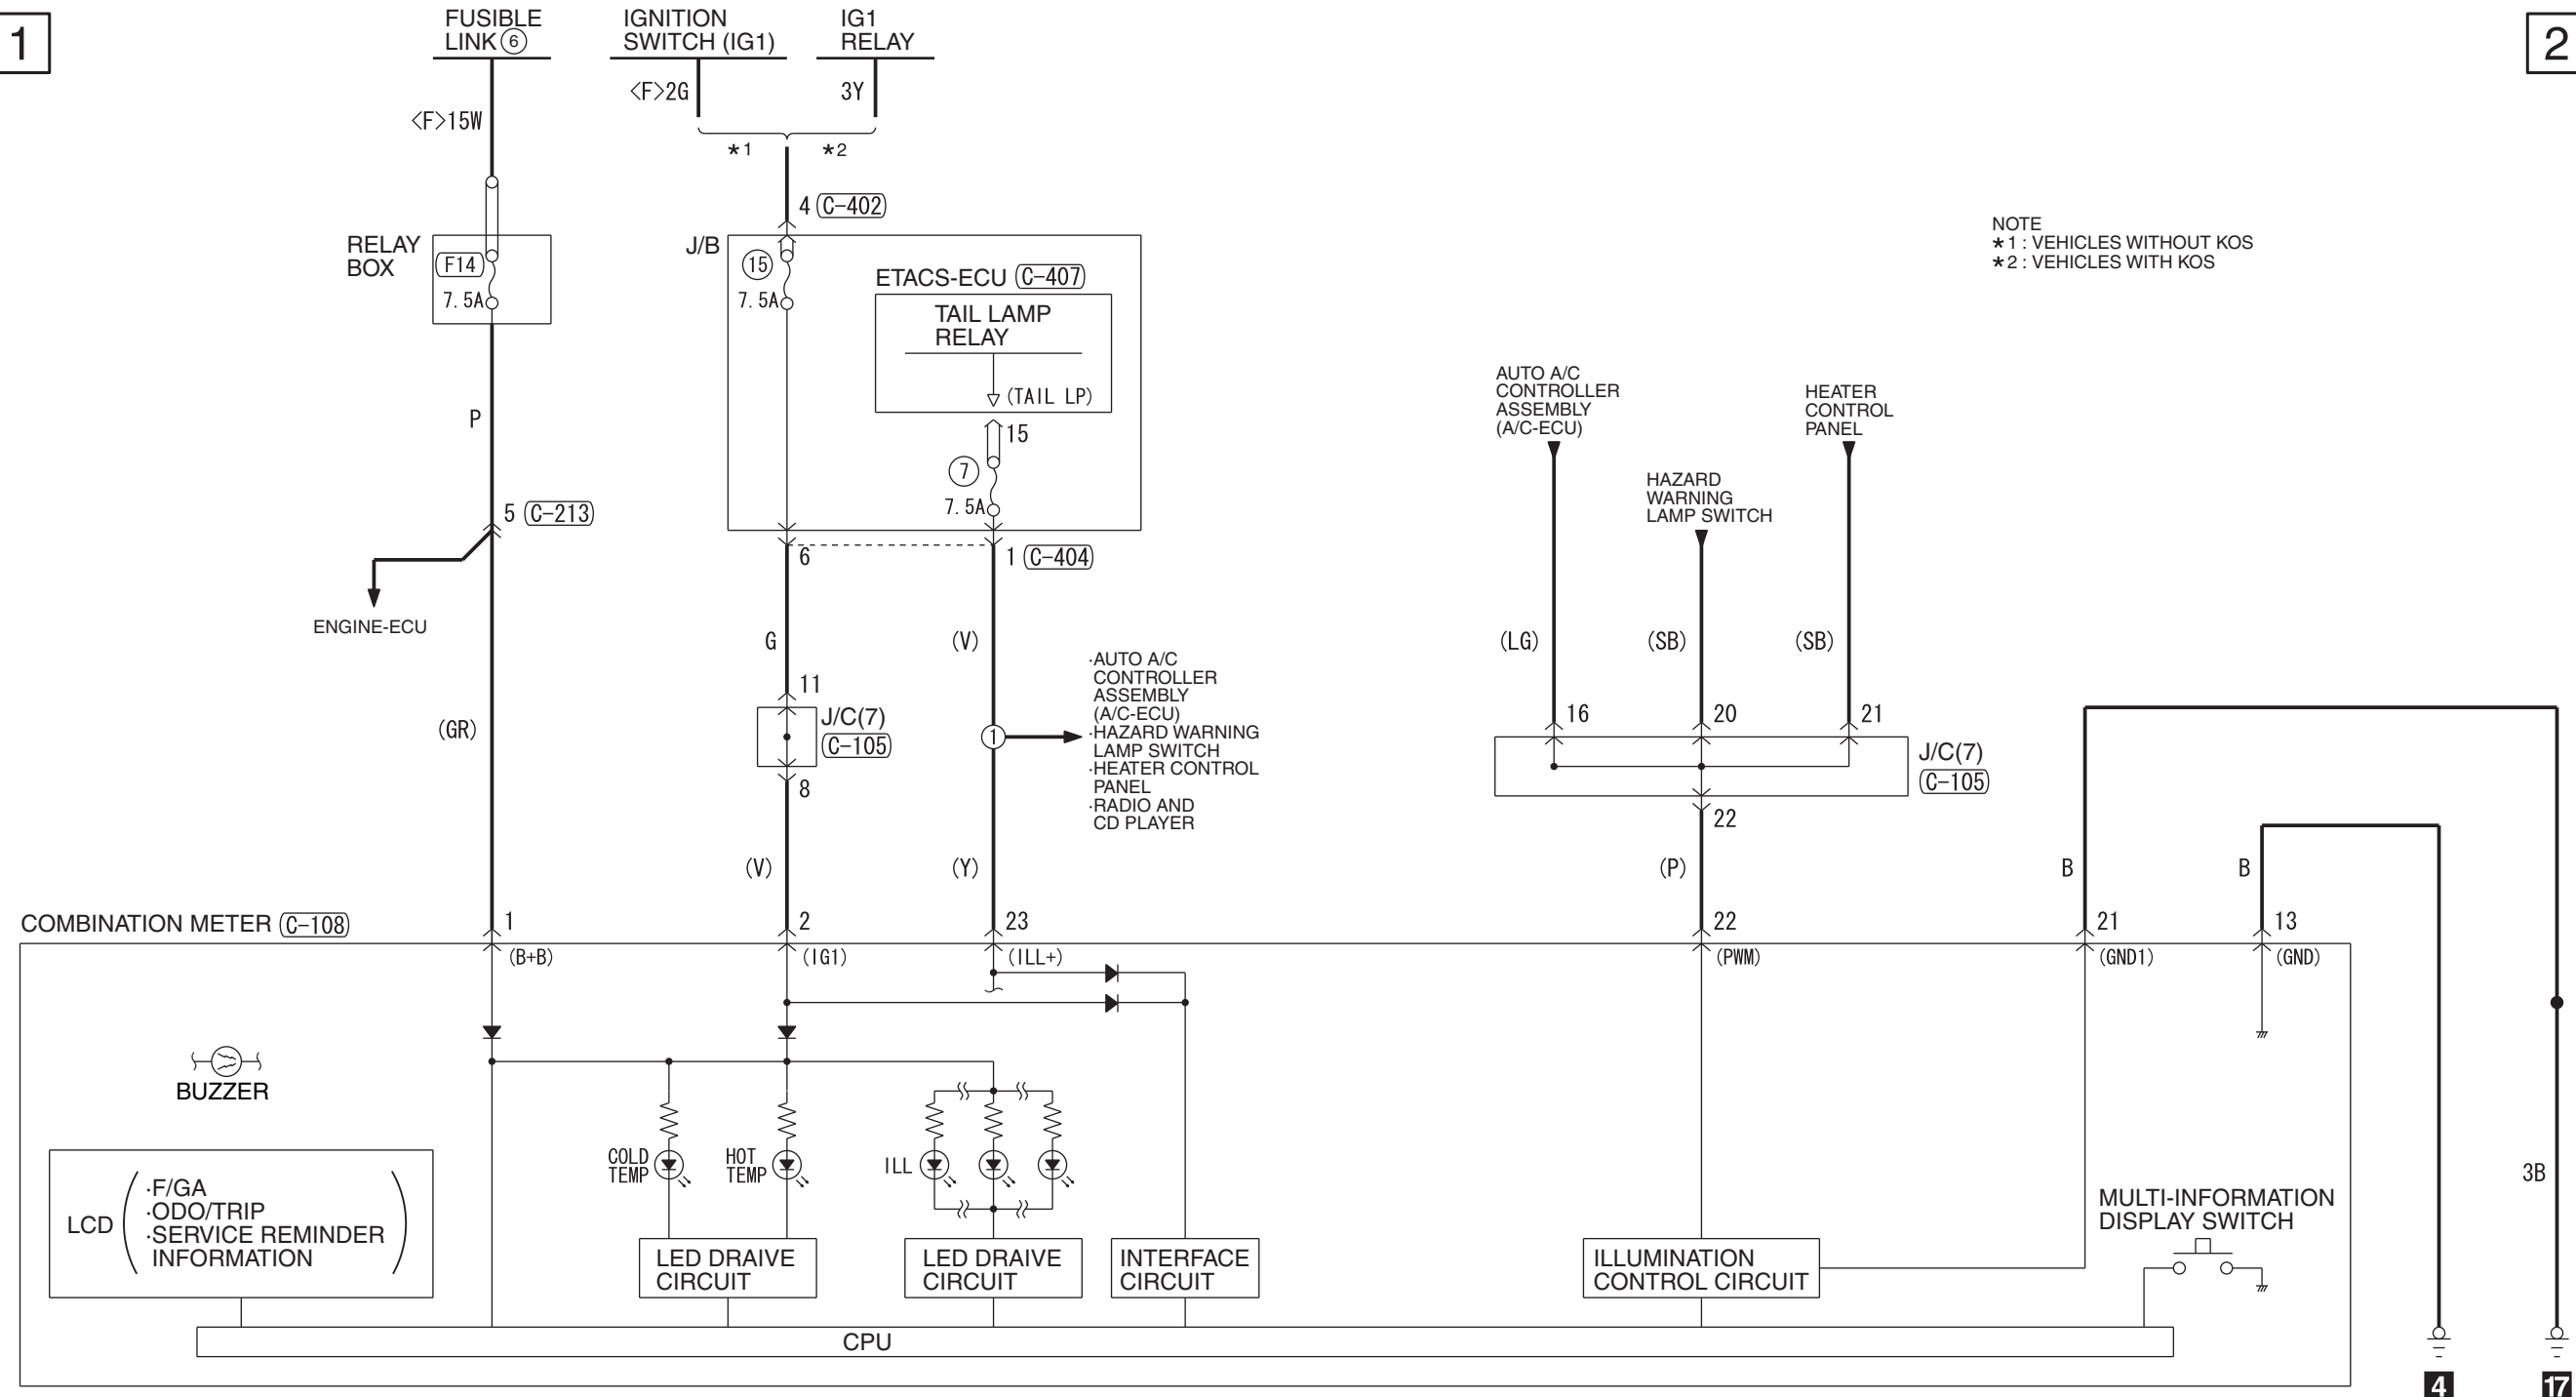 1
2
FUSIBLE
LINK 6
IGNITION
SWITCH (IG1)
IG1
RELAY
<F>15W
<F>2G
3Y
*1
*2
4 C-402
RELAY
BOX
F14
7.5A
J/B
15
7.5A
ETACS-ECU C-407
TAIL LAMP
RELAY
(TAIL LP)
15
7
7.5A
NOTE
*1 : VEHICLES WITHOUT KOS
*2 : VEHICLES WITH KOS
P
5 C-213
ENGINE-ECU
6
1 C-404
AUTO A/C
CONTROLLER
ASSEMBLY
(A/C-ECU)
HAZARD
WARNING
LAMP SWITCH
HEATER
CONTROL
PANEL
(GR)
G
(V)
11
J/C(7)
C-105
8
1
·AUTO A/C
CONTROLLER
ASSEMBLY
(A/C-ECU)
·HAZARD WARNING
LAMP SWITCH
·HEATER CONTROL
PANEL
·RADIO AND
CD PLAYER
(LG)
(SB)
(SB)
16
20
21
J/C(7)
C-105
22
(V)
(Y)
(P)
B
B
COMBINATION METER C-108
1
2
23
22
21
13
(B+B)
(IG1)
(ILL+)
(PWM)
(GND1)
(GND)
BUZZER
COLD
TEMP
HOT
TEMP
ILL
LCD
·F/GA
·ODO/TRIP
·SERVICE REMINDER
INFORMATION
LED DRAIVE
CIRCUIT
LED DRAIVE
CIRCUIT
INTERFACE
CIRCUIT
ILLUMINATION
CONTROL CIRCUIT
MULTI-INFORMATION
DISPLAY SWITCH
3B
CPU
4
17